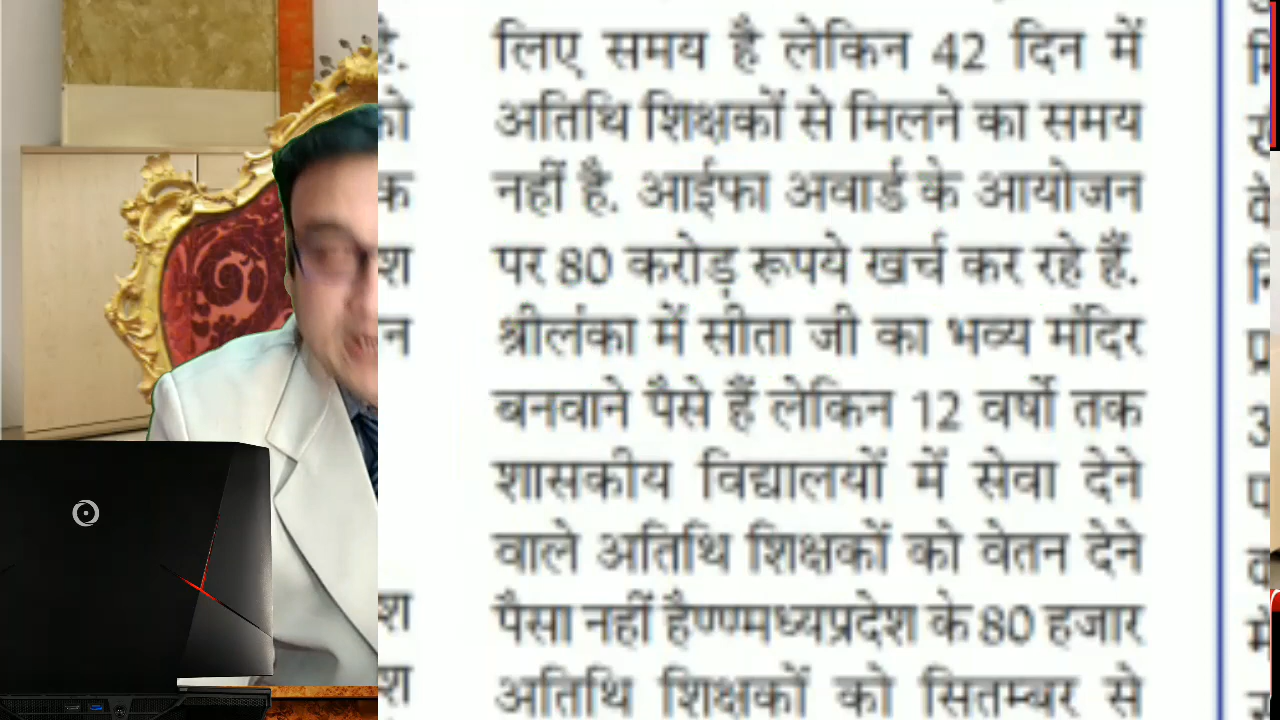 लिए समय है लेकिन 42 दिन में
अतिथि शिक्षकों से मिलने का समय
नहीं है. आईफा अवार्ड के आयोजन
पर 80 करोड़ रूपये खर्च कर रहे हैं.
श्रीलंका में सीता जी का भव्य मंदिर
बनवाने पैसे हैं लेकिन 12 वर्षो तक
शासकीय विद्यालयों में सेवा देने
वाले अतिथि शिक्षकों को वेतन देने
पैसा नहीं हैण्ण्मध्यप्रदेश के 80 हजार
अतिथि शिक्षकों को सितम्बर से